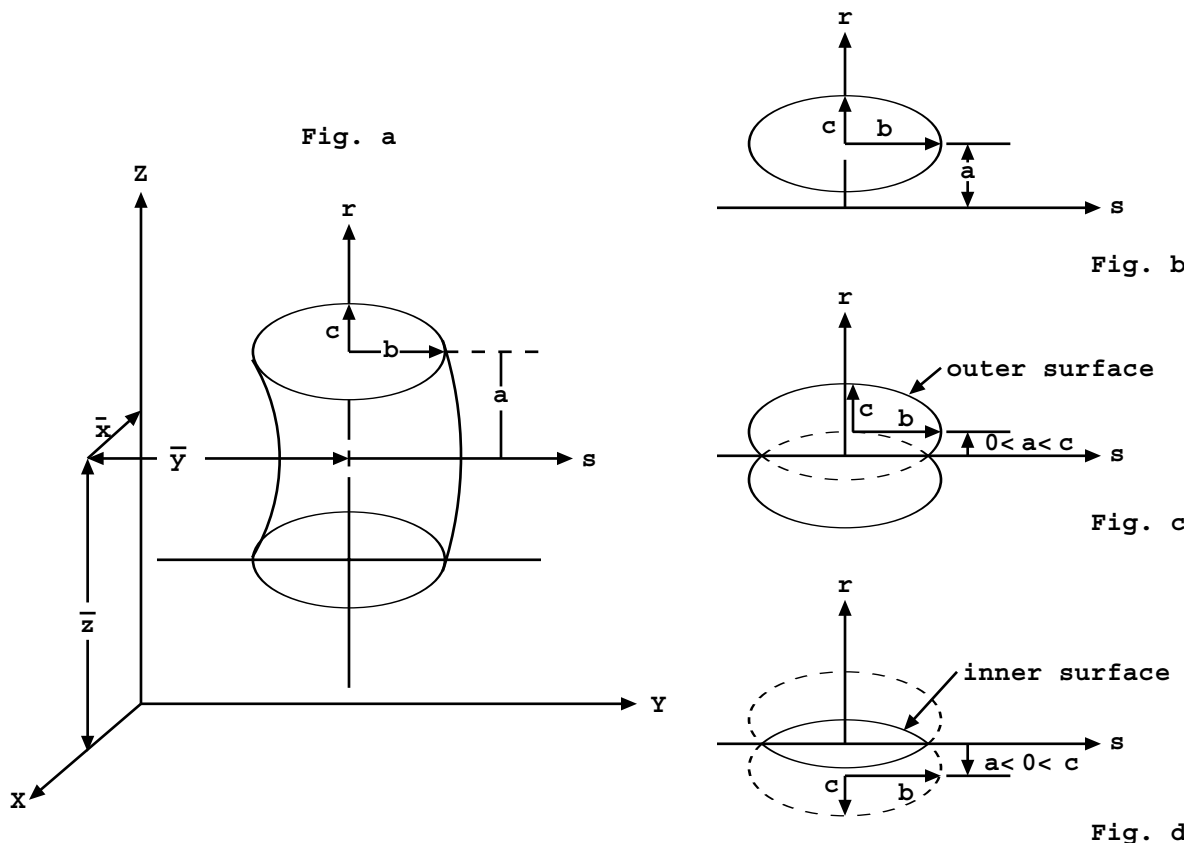 Fig. a
Z
r
c
b
a
x̄
ȳ
s
z̄
Y
X
r
c
b
a
s
Fig. b
r
outer surface
c
b
0< a< c
s
Fig. c
r
inner surface
s
a< 0< c
c
b
Fig. d